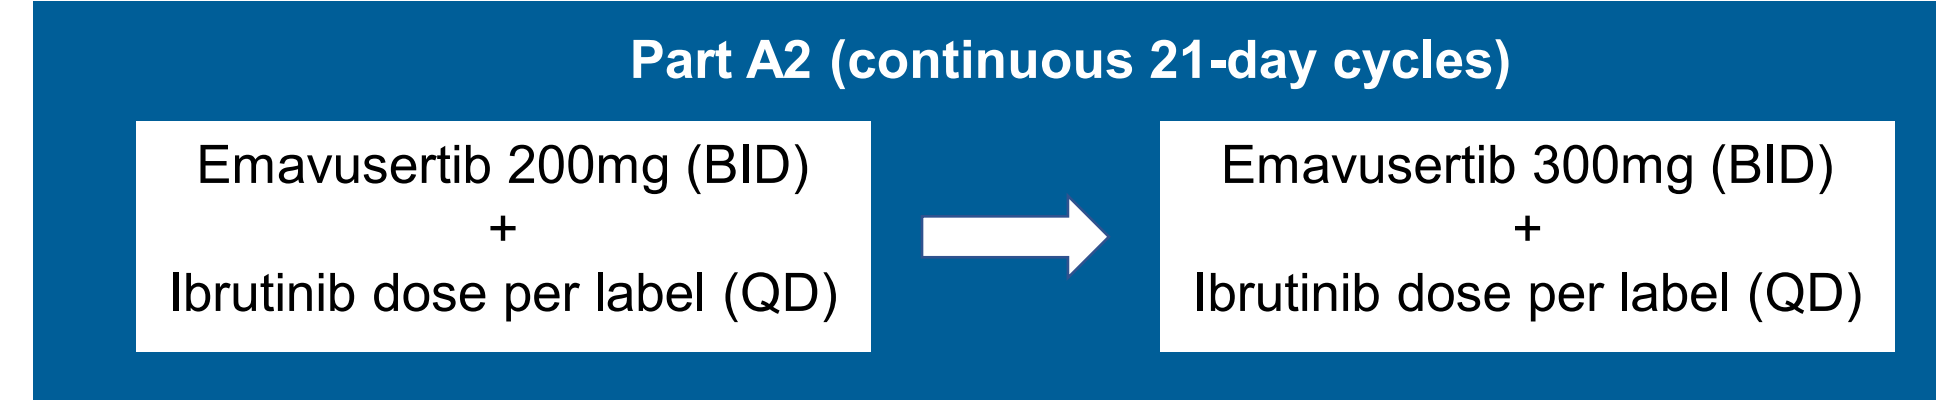 Part A2 (continuous 21-day cycles)
Emavusertib 200mg (BID)
+
Ibrutinib dose per label (QD)
Emavusertib 300mg (BID)
+
Ibrutinib dose per label (QD)